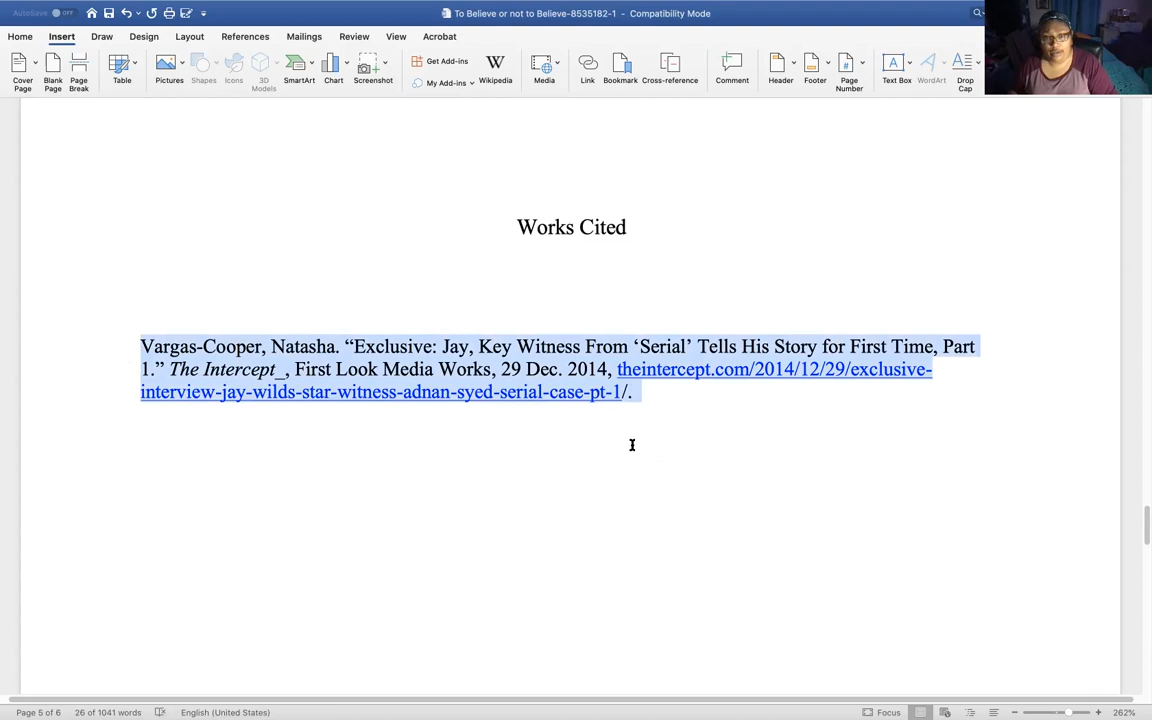 AutoSave OFF
To Believe or not to Believe-8535182-1 – Compatibility Mode
Home Insert Draw Design Layout References Mailings Review View Acrobat
Cover Page
Blank Page
Page Break
Table
Pictures
Shapes
Icons
3D Models
SmartArt
Chart
Screenshot
Get Add-ins
My Add-ins
Wikipedia
Media
Link
Bookmark
Cross-reference
Comment
Header
Footer
Page Number
Text Box
WordArt
Drop Cap
Works Cited
Vargas-Cooper, Natasha. “Exclusive: Jay, Key Witness From ‘Serial’ Tells His Story for First Time, Part
1.” The Intercept_, First Look Media Works, 29 Dec. 2014, theintercept.com/2014/12/29/exclusive-
interview-jay-wilds-star-witness-adnan-syed-serial-case-pt-1/.
Page 5 of 6 26 of 1041 words English (United States) Focus 262%